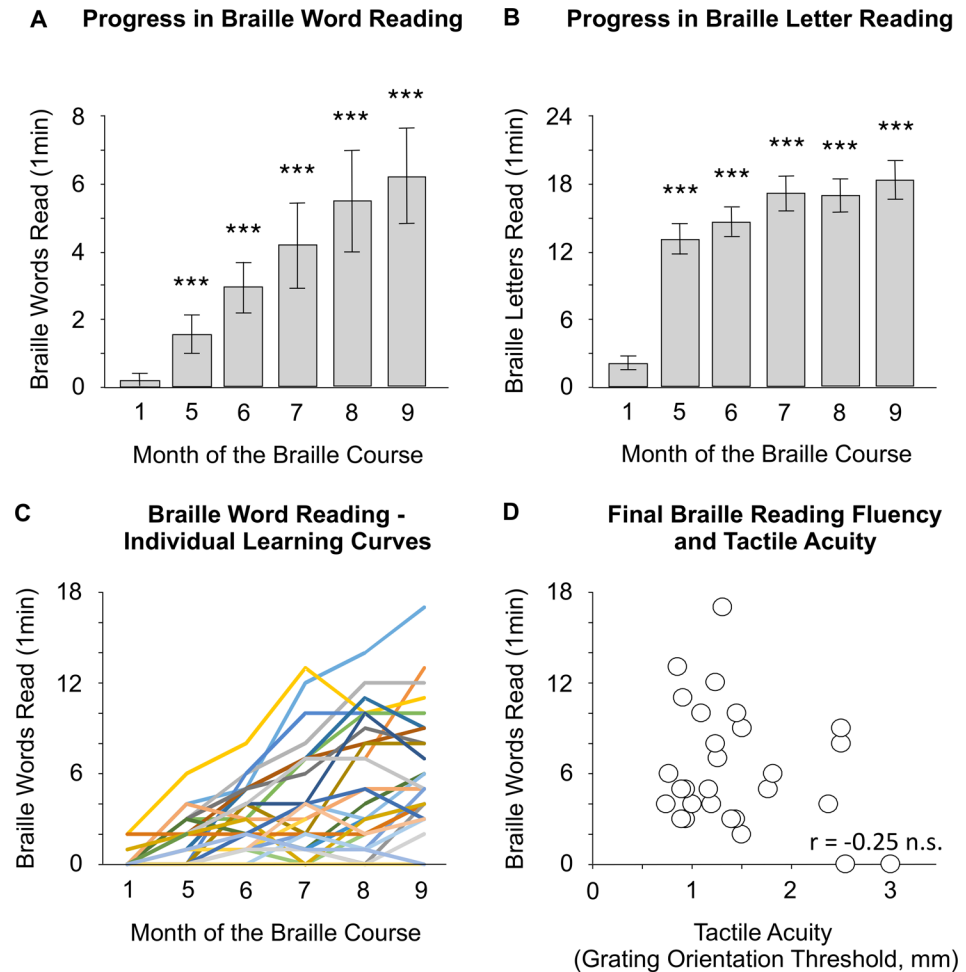 A Progress in Braille Word Reading
Braille Words Read (1min)
8
6
4
2
0
***
***
***
***
***
1 5 6 7 8 9
Month of the Braille Course
B Progress in Braille Letter Reading
Braille Letters Read (1min)
24
18
12
6
0
***
***
***
***
***
1 5 6 7 8 9
Month of the Braille Course
C Braille Word Reading -
Individual Learning Curves
Braille Words Read (1min)
18
12
6
0
1 5 6 7 8 9
Month of the Braille Course
D Final Braille Reading Fluency
and Tactile Acuity
Braille Words Read (1min)
18
12
6
0
r = -0.25 n.s.
0 1 2 3
Tactile Acuity
(Grating Orientation Threshold, mm)